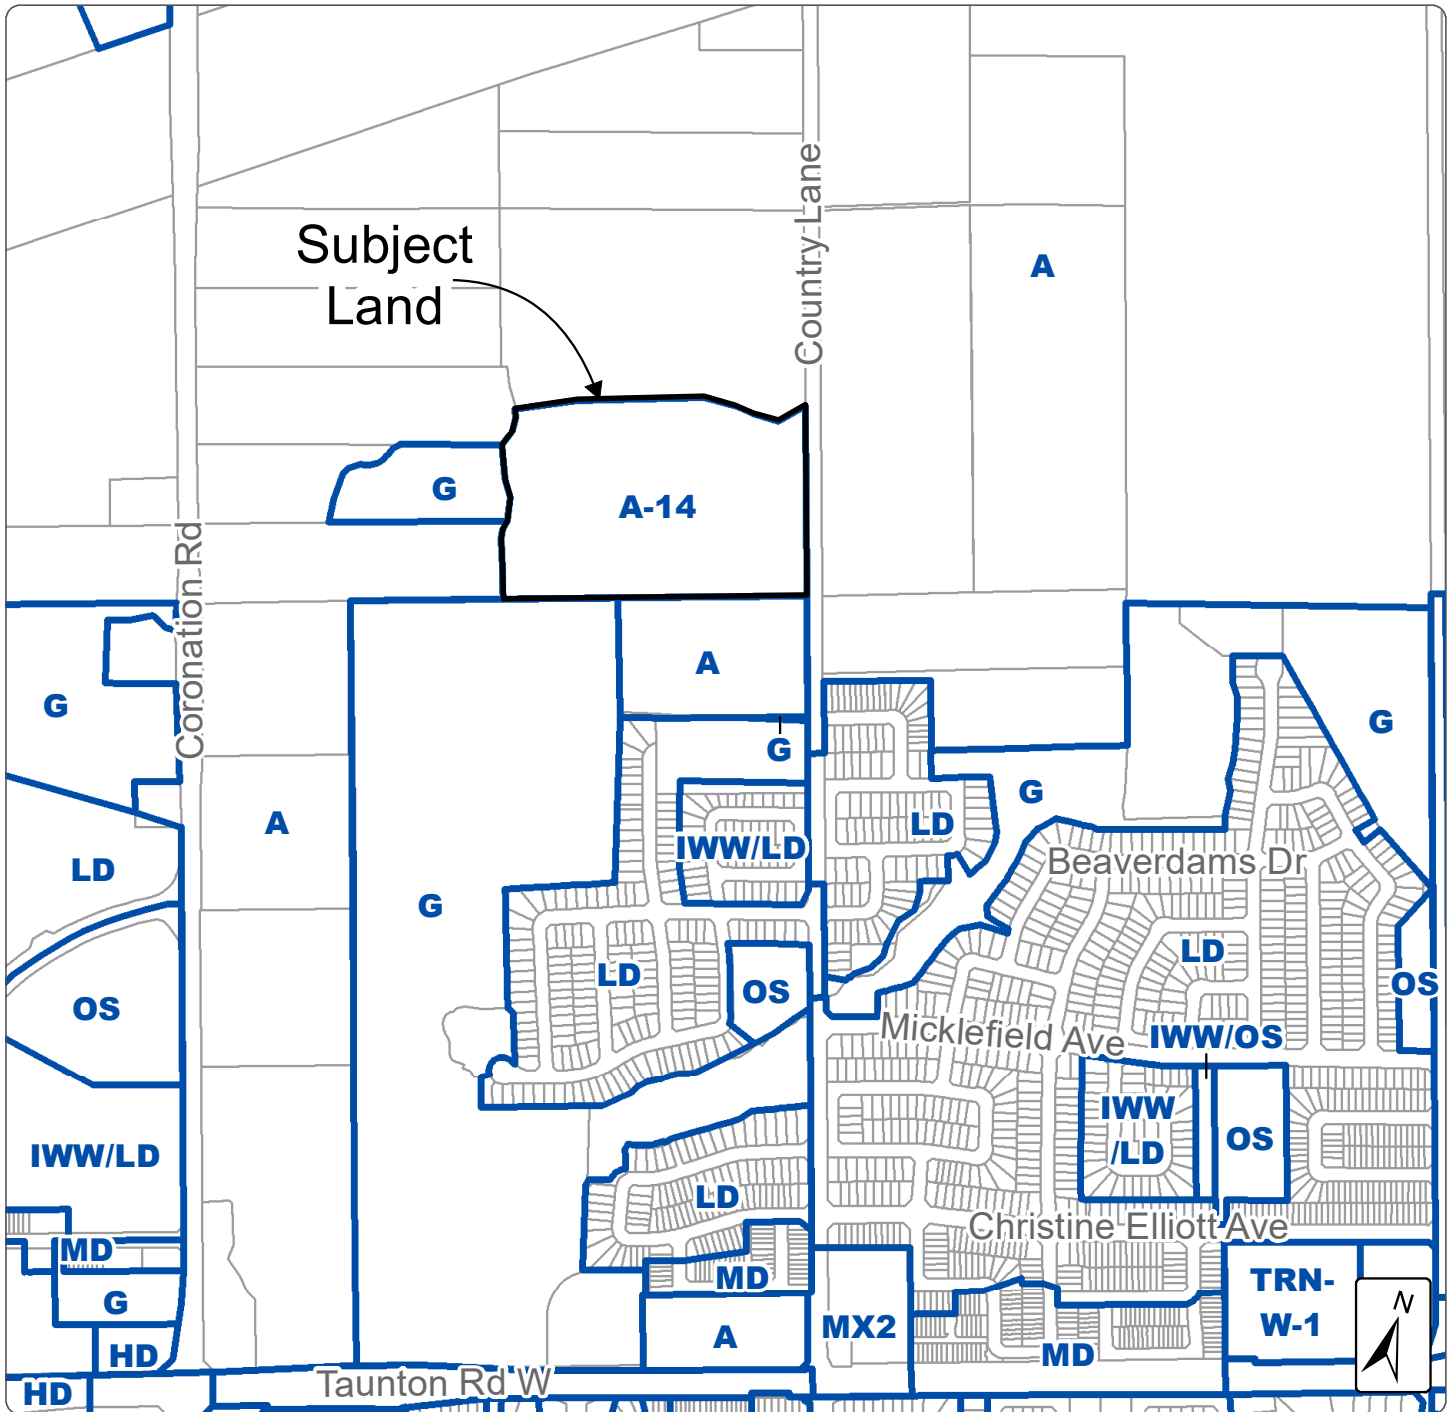 Subject
Land
Country Lane
A
G
A-14
Coronation Rd
G
A
G
G
G
A
LD
IWW/LD
LD
Beaverdams Dr
G
LD
LD
OS
OS
OS
Micklefield Ave
IWW/OS
IWW
/LD
OS
IWW/LD
LD
Christine Elliott Ave
MD
MD
TRN-
W-1
G
A
MX2
MD
HD
HD
Taunton Rd W
N